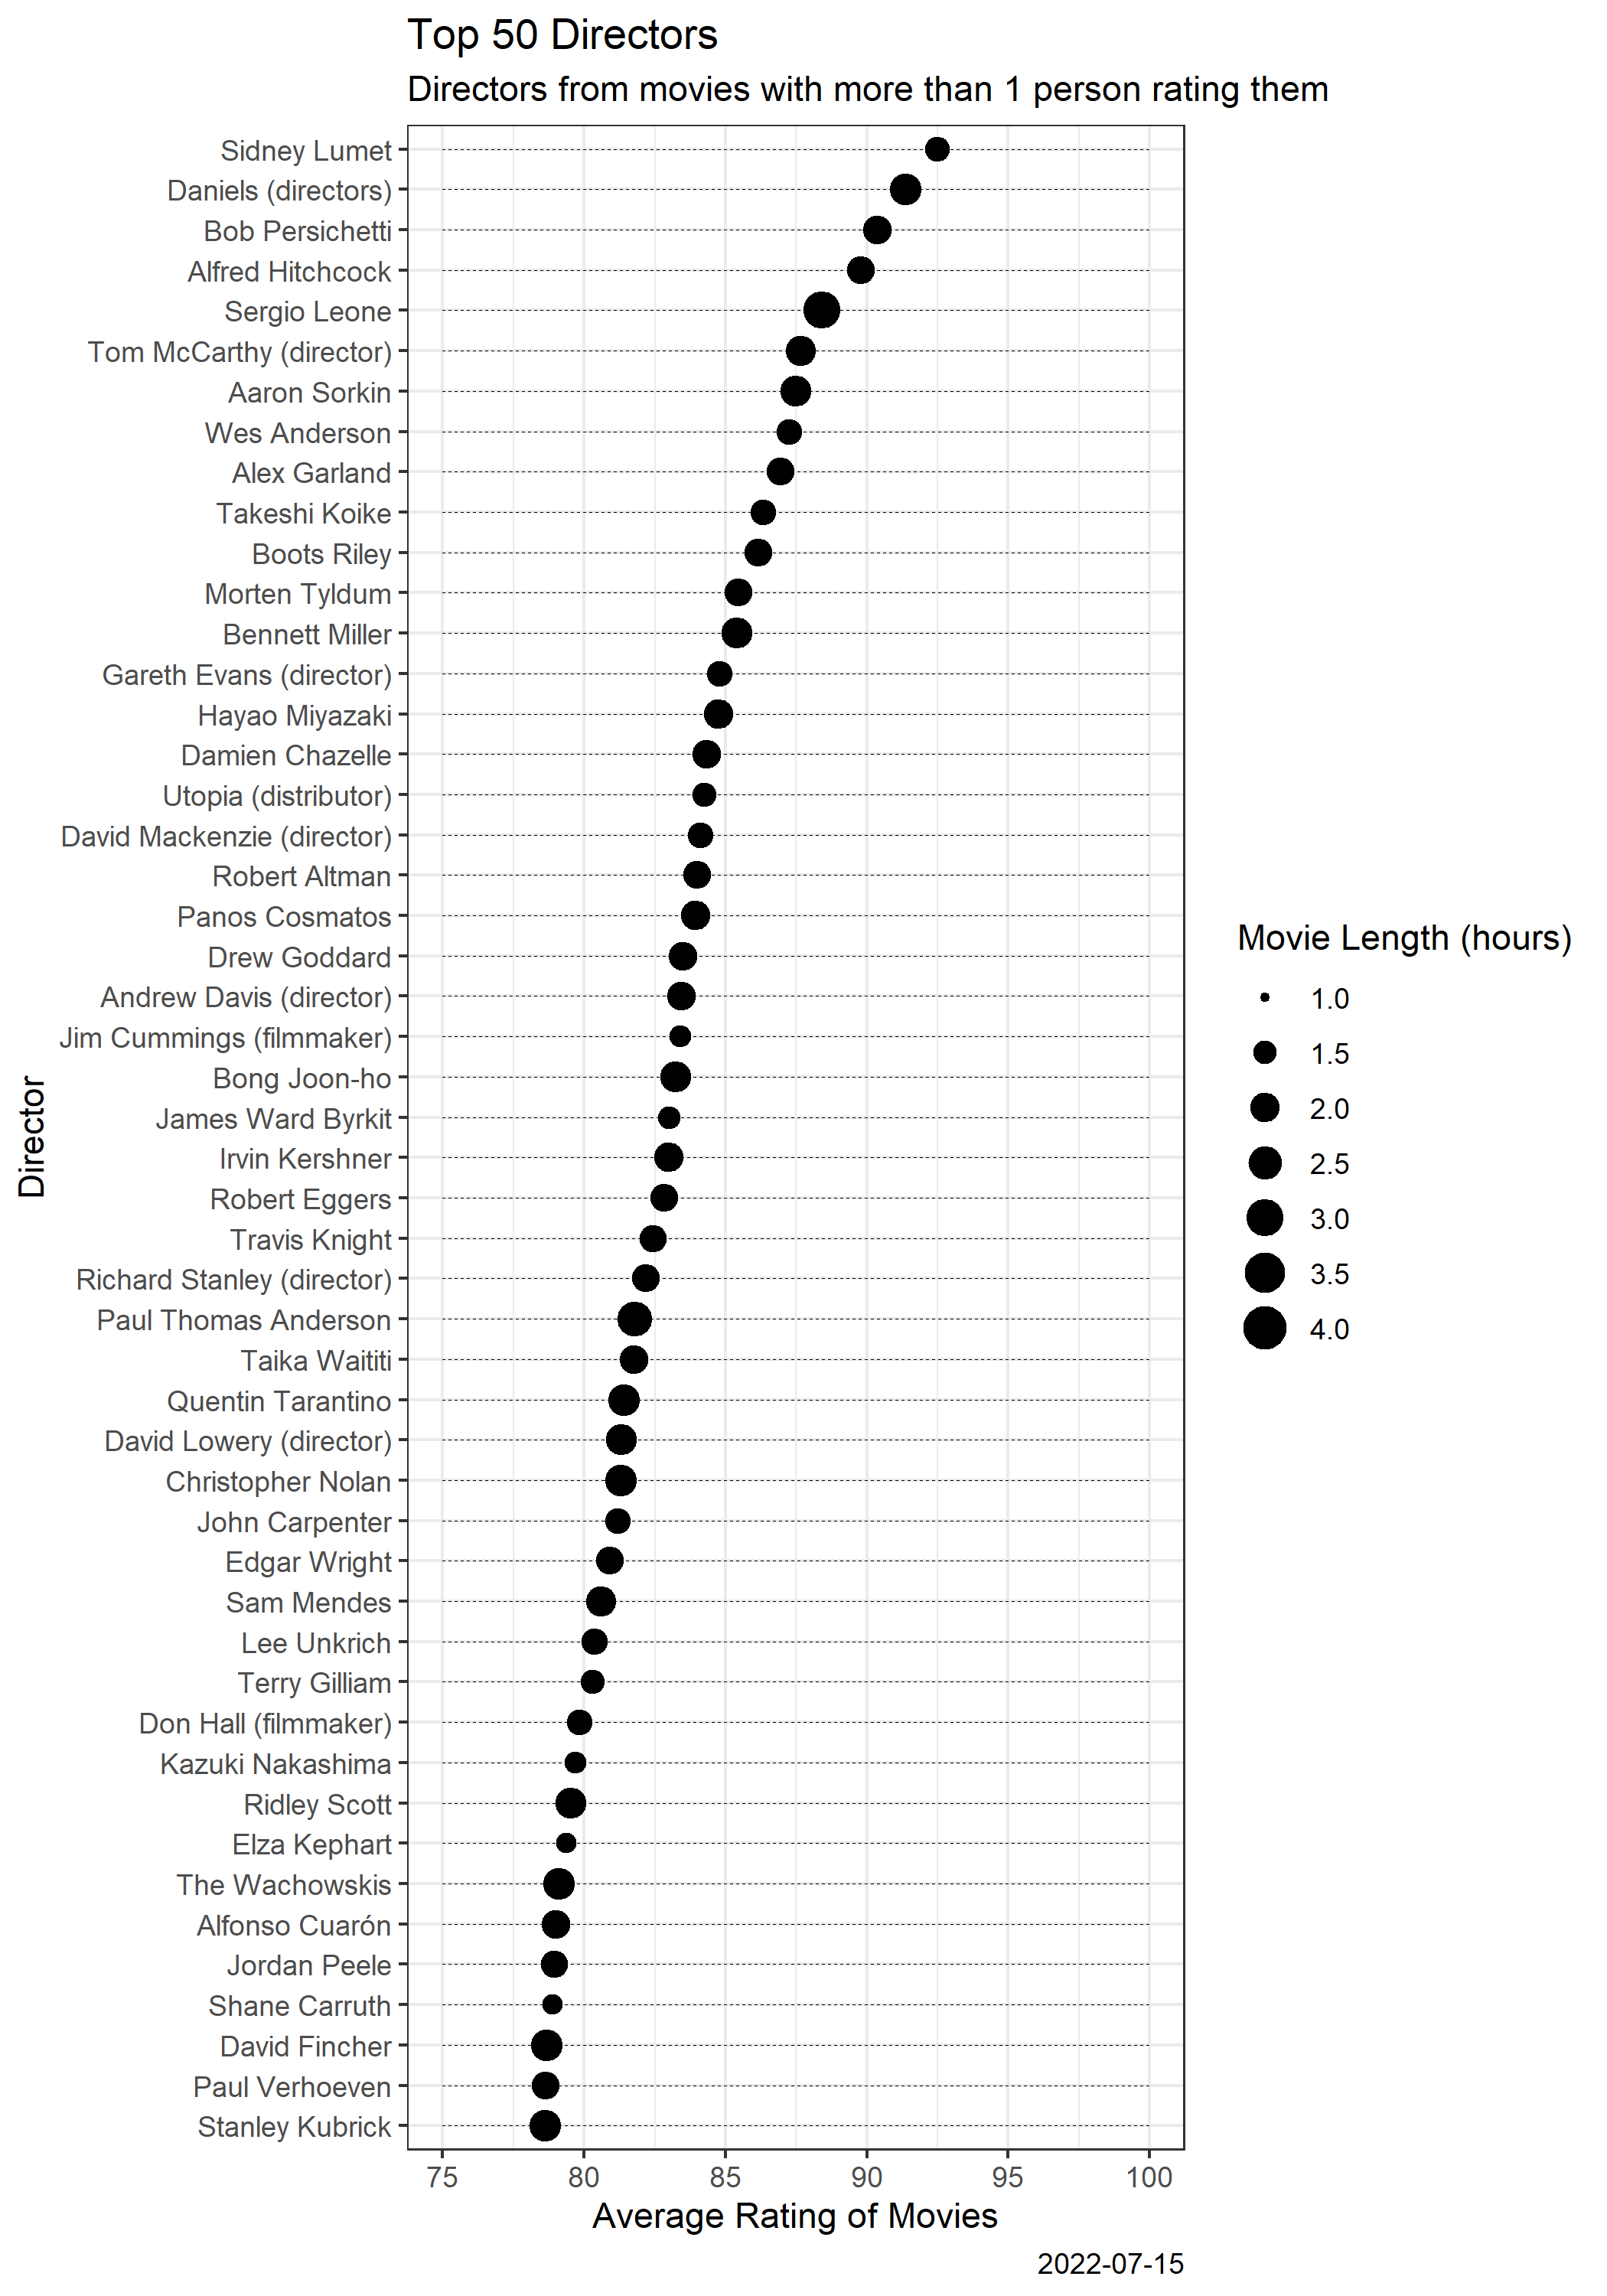 Top 50 Directors
Directors from movies with more than 1 person rating them
Sidney Lumet
Daniels (directors)
Bob Persichetti
Alfred Hitchcock
Sergio Leone
Tom McCarthy (director)
Aaron Sorkin
Wes Anderson
Alex Garland
Takeshi Koike
Boots Riley
Morten Tyldum
Bennett Miller
Gareth Evans (director)
Hayao Miyazaki
Damien Chazelle
Utopia (distributor)
David Mackenzie (director)
Robert Altman
Panos Cosmatos
Drew Goddard
Andrew Davis (director)
Jim Cummings (filmmaker)
Bong Joon-ho
James Ward Byrkit
Irvin Kershner
Robert Eggers
Travis Knight
Richard Stanley (director)
Paul Thomas Anderson
Taika Waititi
Quentin Tarantino
David Lowery (director)
Christopher Nolan
John Carpenter
Edgar Wright
Sam Mendes
Lee Unkrich
Terry Gilliam
Don Hall (filmmaker)
Kazuki Nakashima
Ridley Scott
Elza Kephart
The Wachowskis
Alfonso Cuarón
Jordan Peele
Shane Carruth
David Fincher
Paul Verhoeven
Stanley Kubrick
Director
75 80 85 90 95 100
Average Rating of Movies
Movie Length (hours)
1.0
1.5
2.0
2.5
3.0
3.5
4.0
2022-07-15